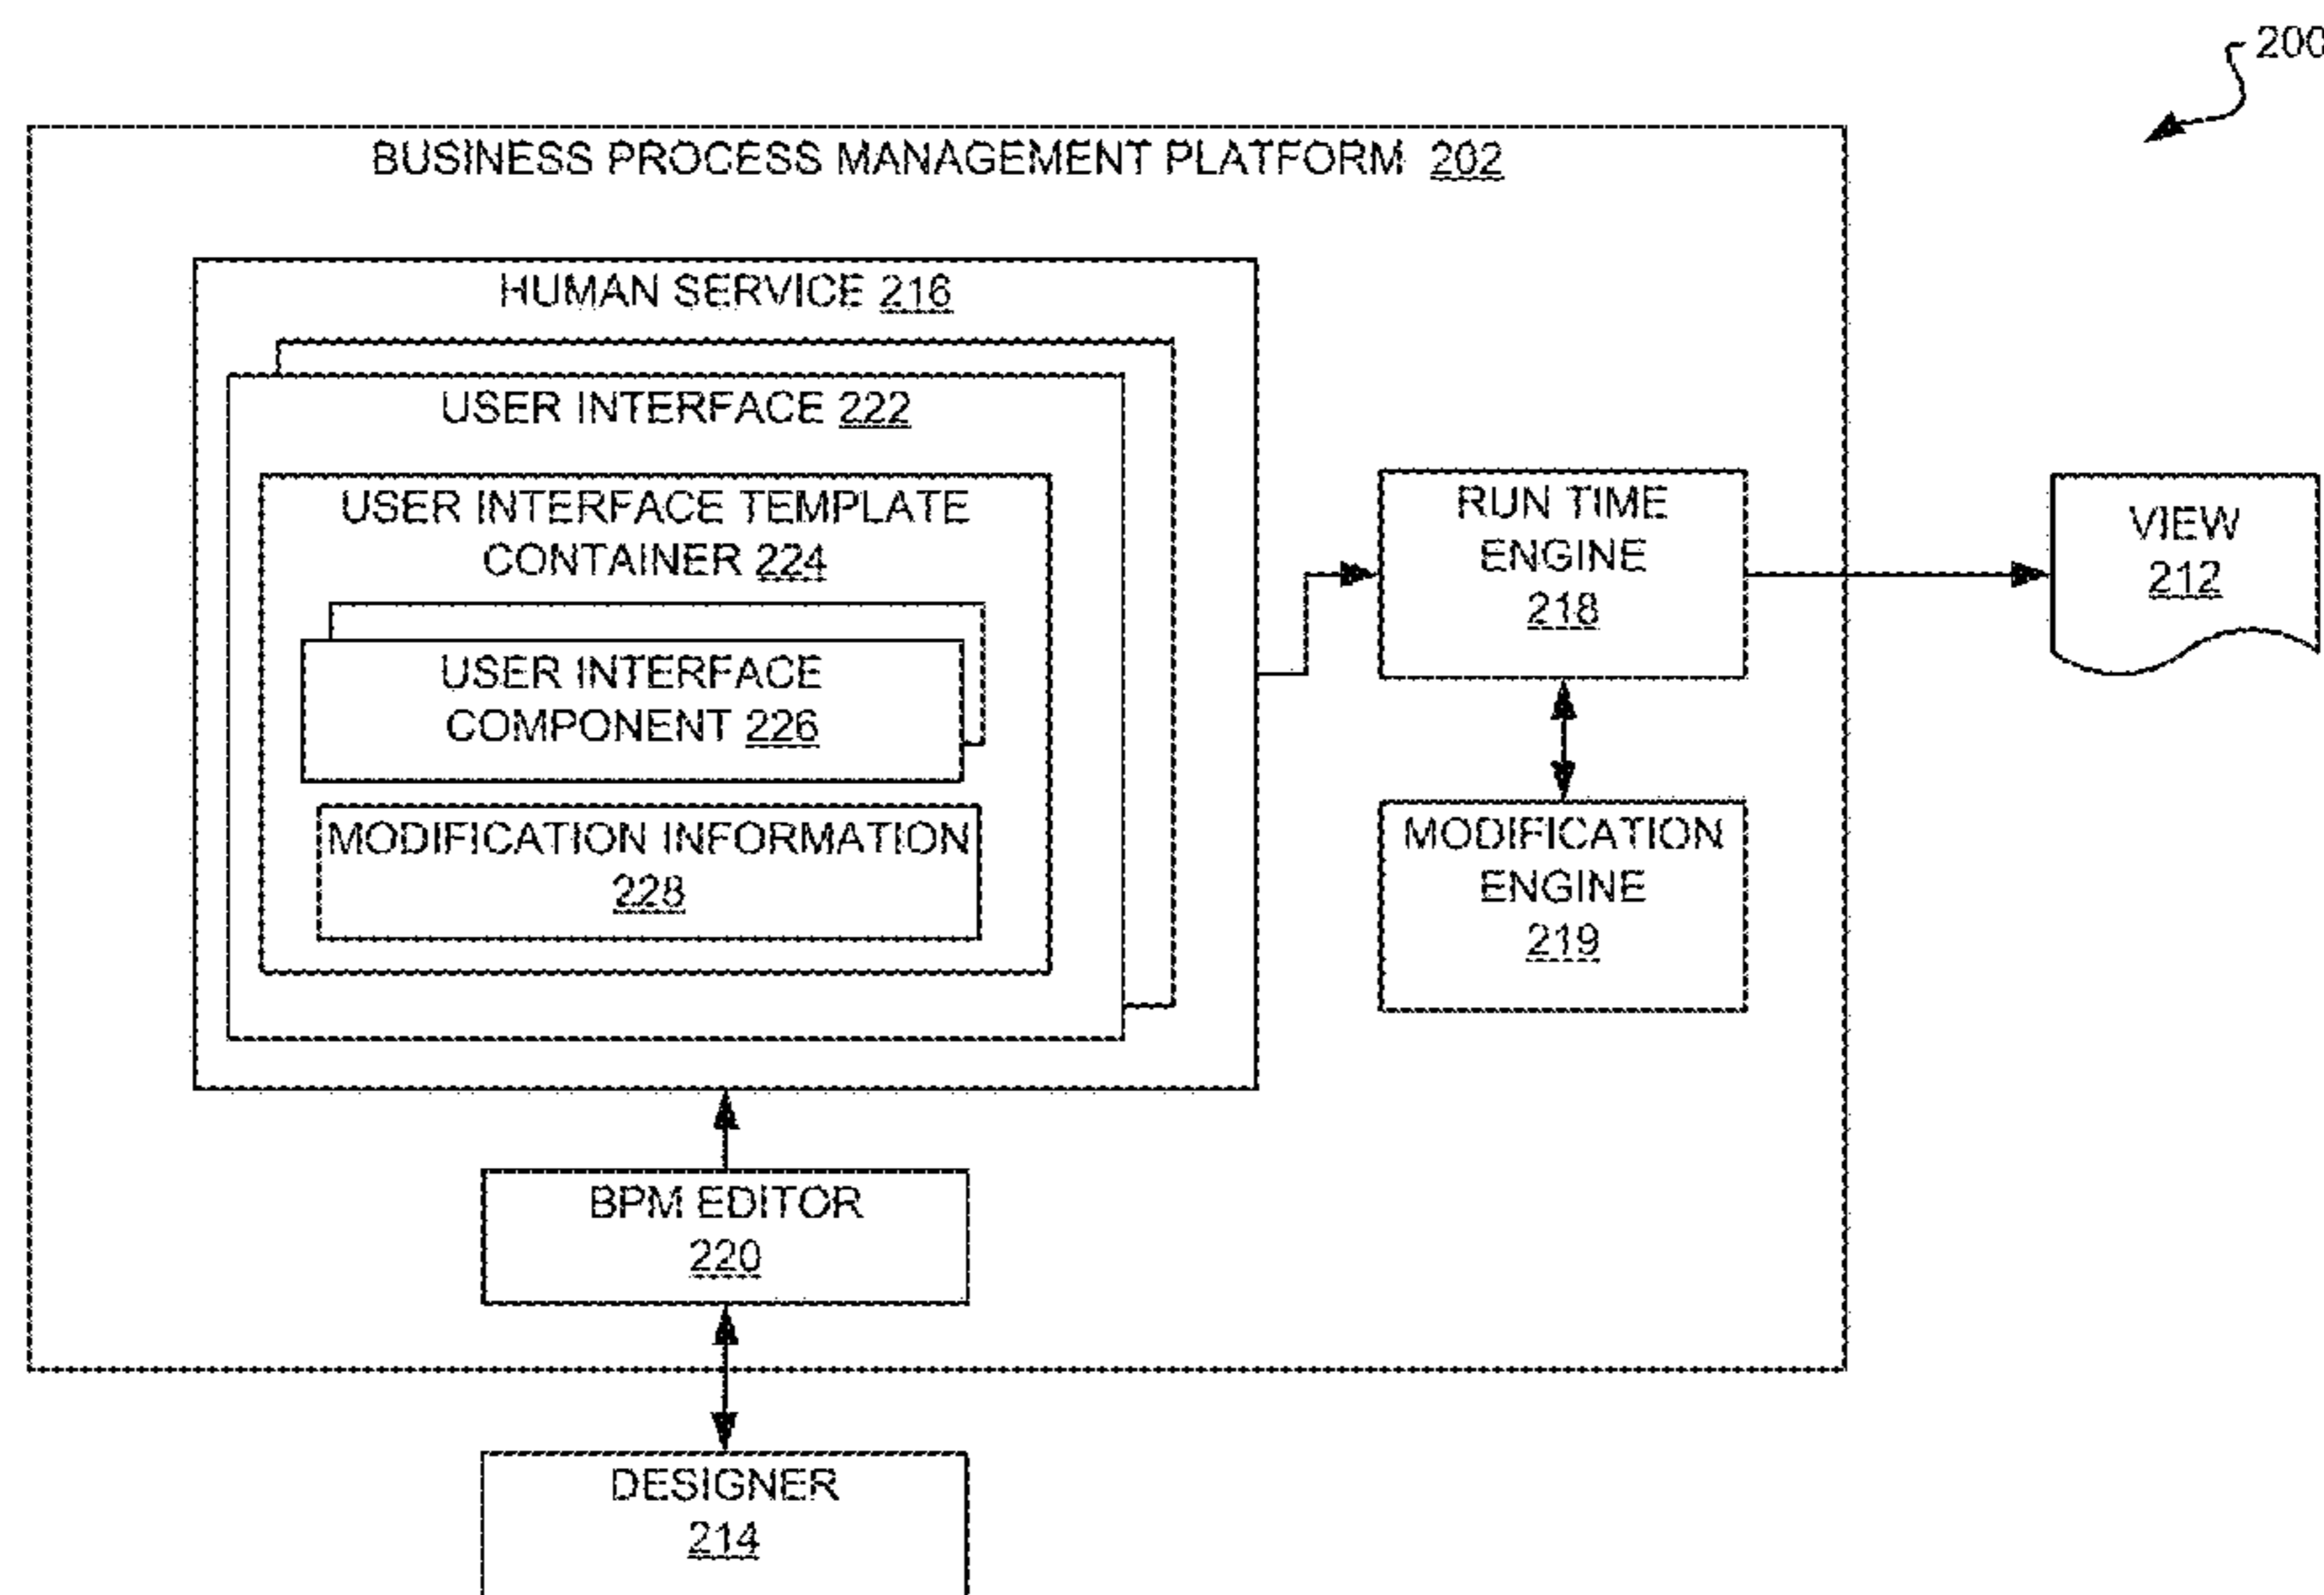 200
BUSINESS PROCESS MANAGEMENT PLATFORM 202
HUMAN SERVICE 216
USER INTERFACE 222
USER INTERFACE TEMPLATE
CONTAINER 224
USER INTERFACE
COMPONENT 226
MODIFICATION INFORMATION
228
RUN TIME
ENGINE
218
MODIFICATION
ENGINE
219
VIEW
212
BPM EDITOR
220
DESIGNER
214